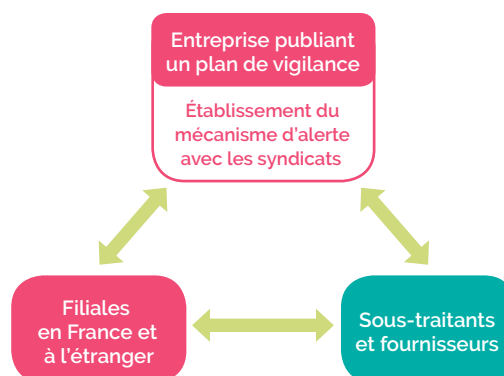 Entreprise publiant
un plan de vigilance
Établissement du
mécanisme d'alerte
avec les syndicats
Filiales
en France et
à l'étranger
Sous-traitants
et fournisseurs